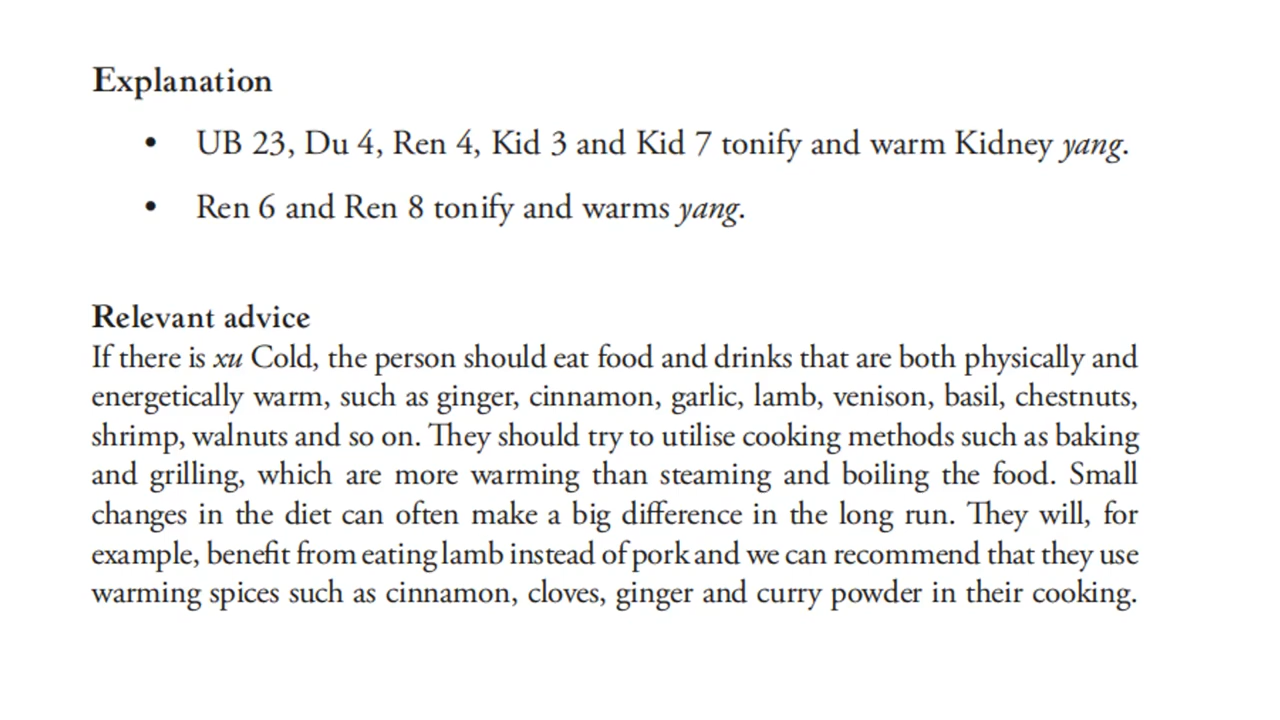 Explanation
• UB 23, Du 4, Ren 4, Kid 3 and Kid 7 tonify and warm Kidney yang.
• Ren 6 and Ren 8 tonify and warms yang.
Relevant advice
If there is xu Cold, the person should eat food and drinks that are both physically and
energetically warm, such as ginger, cinnamon, garlic, lamb, venison, basil, chestnuts,
shrimp, walnuts and so on. They should try to utilise cooking methods such as baking
and grilling, which are more warming than steaming and boiling the food. Small
changes in the diet can often make a big difference in the long run. They will, for
example, benefit from eating lamb instead of pork and we can recommend that they use
warming spices such as cinnamon, cloves, ginger and curry powder in their cooking.